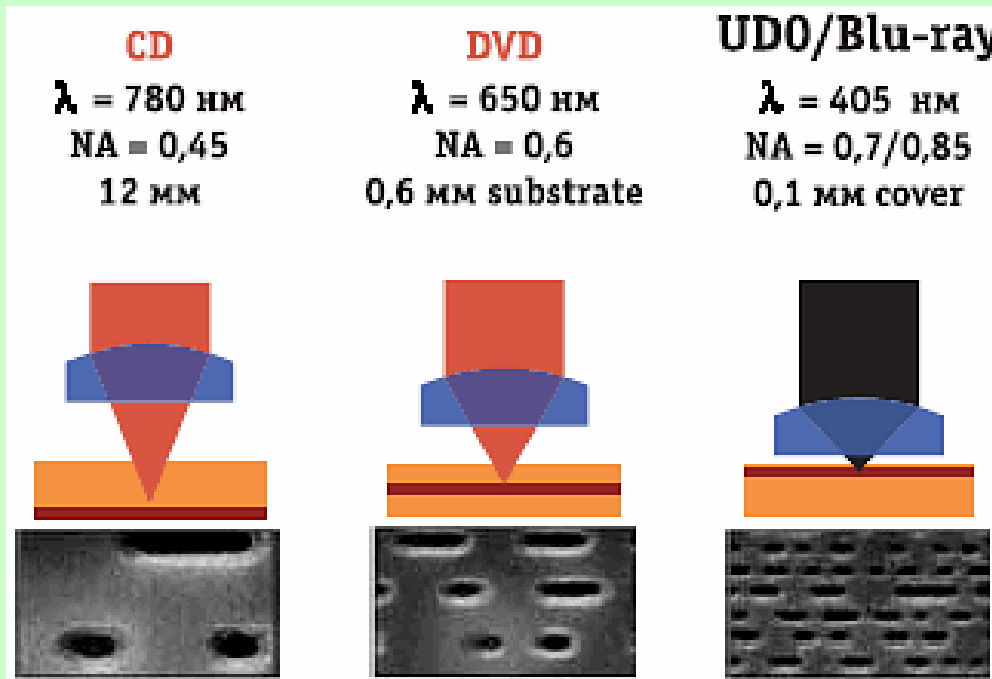 CD
λ = 780 нм
NA = 0,45
12 мм
DVD
λ = 650 нм
NA = 0,6
0,6 мм substrate
UDO/Blu-ray
λ = 405 нм
NA = 0,7/0,85
0,1 мм cover